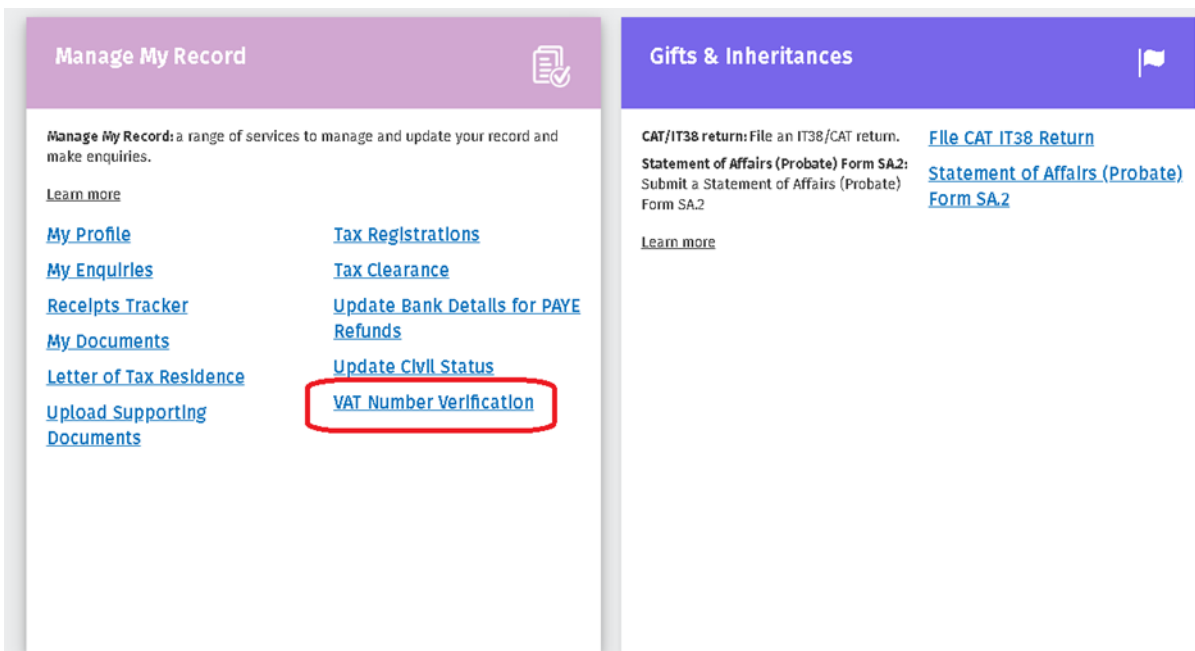 Manage My Record
Manage My Record: a range of services to manage and update your record and
make enquiries.
Learn more
My Profile
My Enquiries
Receipts Tracker
My Documents
Letter of Tax Residence
Upload Supporting
Documents
Tax Registrations
Tax Clearance
Update Bank Details for PAYE
Refunds
Update Civil Status
VAT Number Verification
Gifts & Inheritances
CAT/IT38 return: File an IT38/CAT return.
Statement of Affairs (Probate) Form SA.2:
Submit a Statement of Affairs (Probate)
Form SA.2
Learn more
File CAT IT38 Return
Statement of Affairs (Probate)
Form SA.2